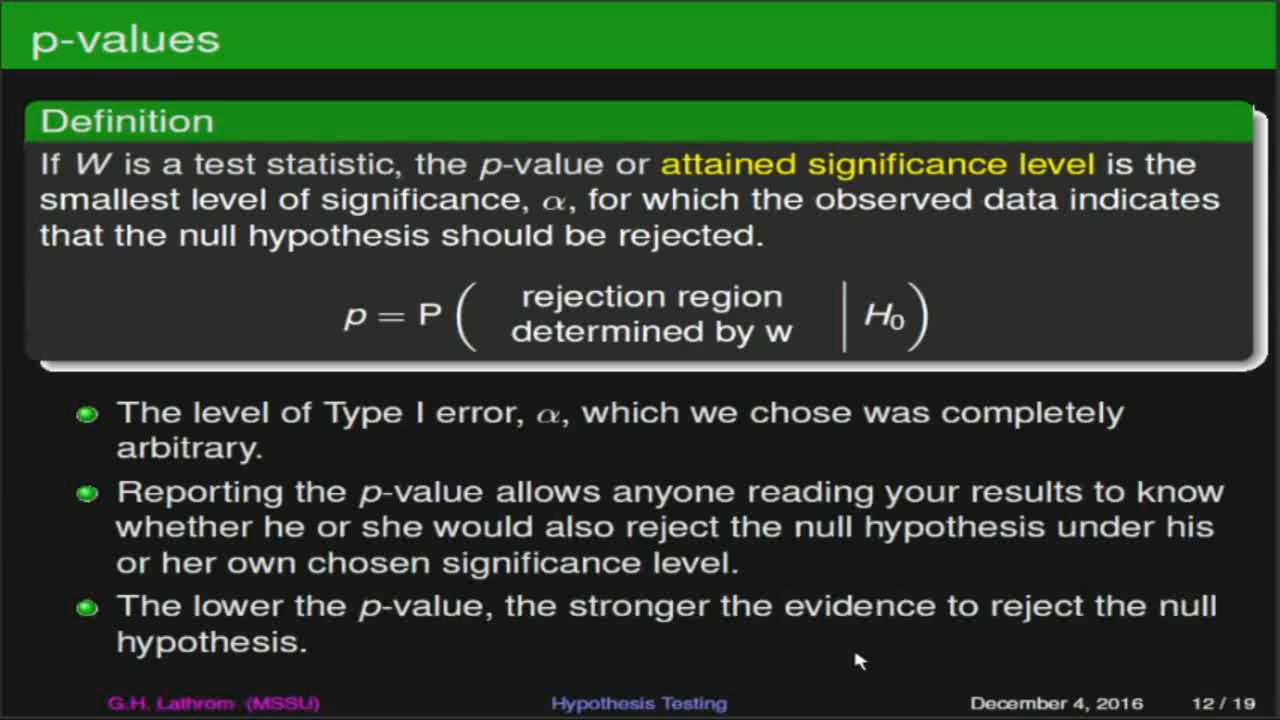 p-values
Definition
If W is a test statistic, the p-value or attained significance level is the
smallest level of significance, α, for which the observed data indicates
that the null hypothesis should be rejected.
p = P ( rejection region determined by w | H₀ )
The level of Type I error, α, which we chose was completely
arbitrary.
Reporting the p-value allows anyone reading your results to know
whether he or she would also reject the null hypothesis under his
or her own chosen significance level.
The lower the p-value, the stronger the evidence to reject the null
hypothesis.
G.H. Lathrom (MSSU) Hypothesis Testing December 4, 2016 12 / 19